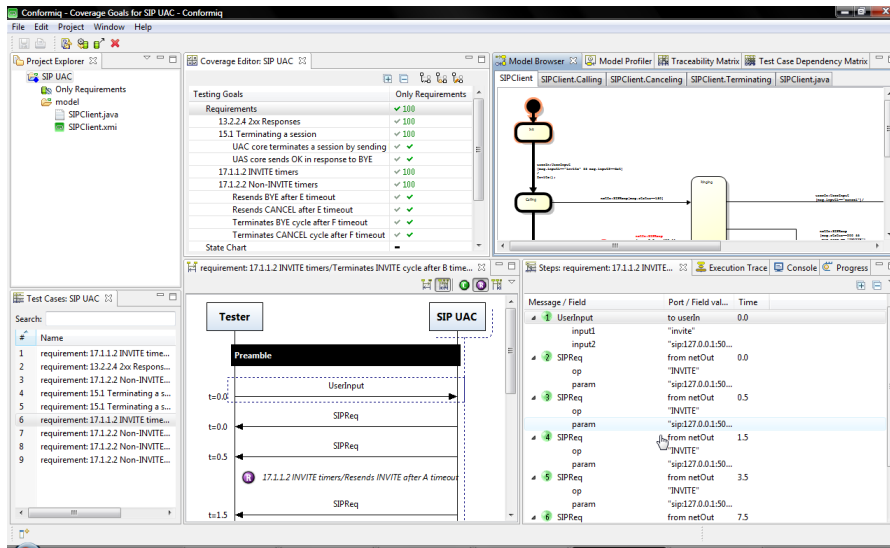 Conformiq - Coverage Goals for SIP UAC - Conformiq
File Edit Project Window Help
Project Explorer
SIP UAC
Only Requirements
model
SIPClient.java
SIPClient.xmi
Coverage Editor: SIP UAC
Testing Goals Only Requirements
Requirements 100
13.2.2.4 2xx Responses 100
15.1 Terminating a session 100
UAC core terminates a session by sending
UAS core sends OK in response to BYE
17.1.1.2 INVITE timers 100
17.1.2.2 Non-INVITE timers 100
Resends BYE after E timeout
Resends CANCEL after E timeout
Terminates BYE cycle after F timeout
Terminates CANCEL cycle after F timeout
State Chart -
Model Browser Model Profiler Traceability Matrix Test Case Dependency Matrix
SIPClient SIPClient.Calling SIPClient.Canceling SIPClient.Terminating SIPClient.java
Calling
Ringing
Test Cases: SIP UAC
Search:
# Name
1 requirement: 17.1.1.2 INVITE time...
2 requirement: 13.2.2.4 2xx Respons...
3 requirement: 17.1.2.2 Non-INVITE...
4 requirement: 15.1 Terminating a s...
5 requirement: 15.1 Terminating a s...
6 requirement: 17.1.1.2 INVITE time...
7 requirement: 17.1.2.2 Non-INVITE...
8 requirement: 17.1.2.2 Non-INVITE...
9 requirement: 17.1.2.2 Non-INVITE...
requirement: 17.1.1.2 INVITE timers/Terminates INVITE cycle after B time...
Tester SIP UAC
Preamble
UserInput
t=0.0
SIPReq
t=0.0
SIPReq
t=0.5
R 17.1.1.2 INVITE timers/Resends INVITE after A timeout
SIPReq
t=1.5
Steps: requirement: 17.1.1.2 INVITE... Execution Trace Console Progress
Message / Field Port / Field val... Time
1 UserInput to userIn 0.0
input1 "invite"
input2 "sip:127.0.0.1:50...
2 SIPReq from netOut 0.0
op "INVITE"
param "sip:127.0.0.1:50...
3 SIPReq from netOut 0.5
op "INVITE"
param "sip:127.0.0.1:50...
4 SIPReq from netOut 1.5
op "INVITE"
param "sip:127.0.0.1:50...
5 SIPReq from netOut 3.5
op "INVITE"
param "sip:127.0.0.1:50...
6 SIPReq from netOut 7.5